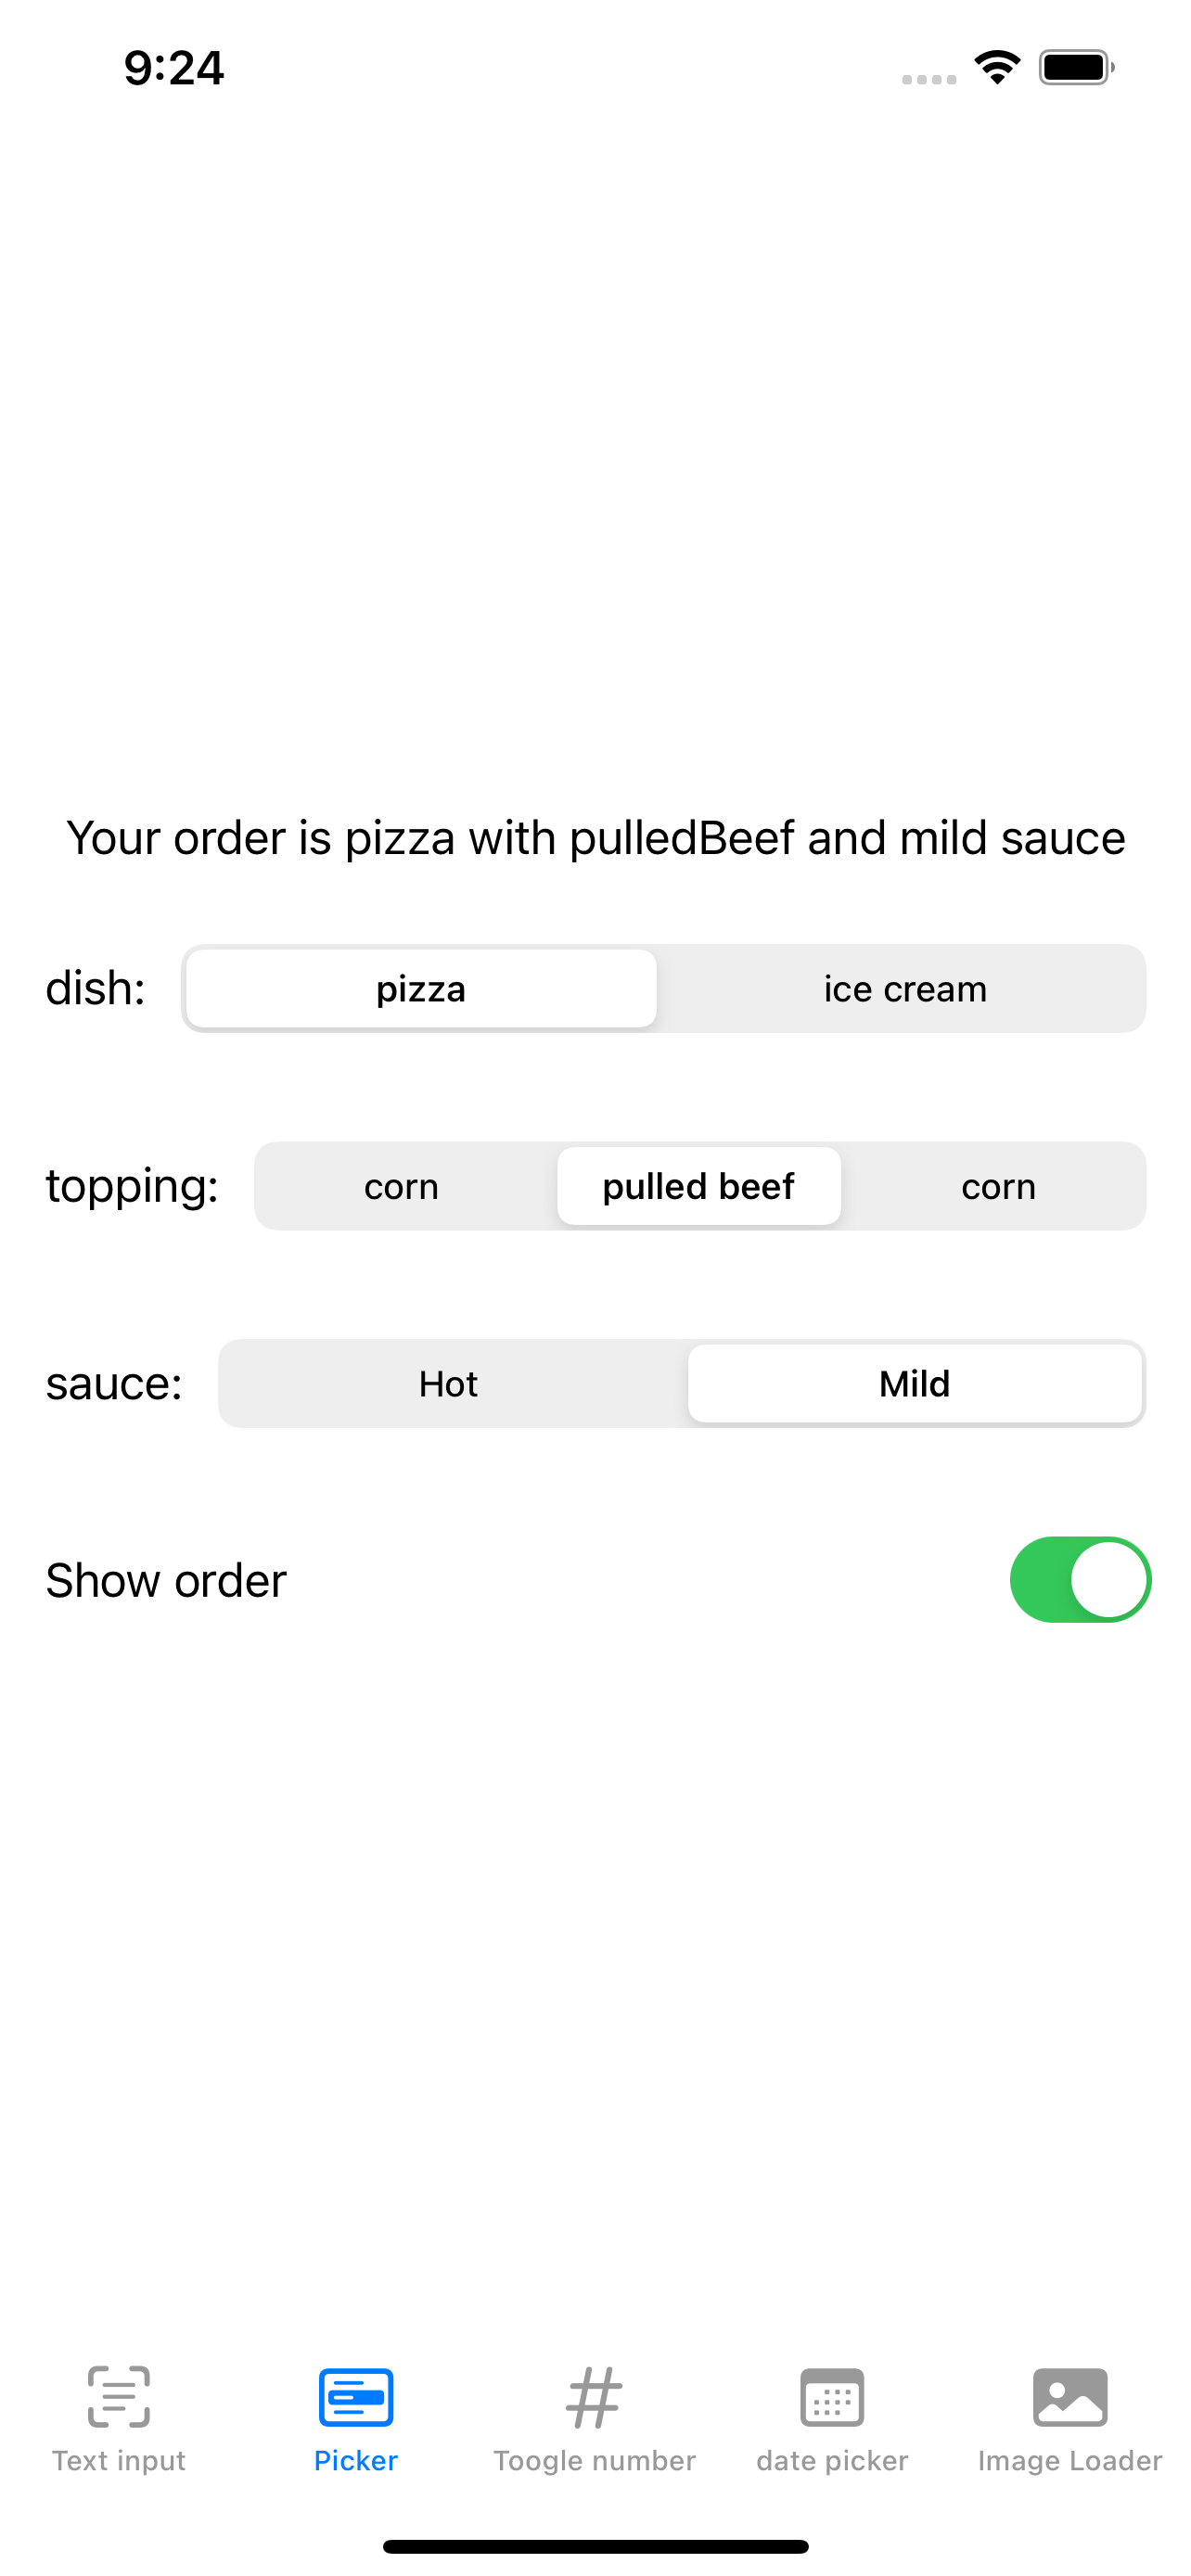 9:24
Your order is pizza with pulledBeef and mild sauce
dish: pizza ice cream
topping: corn pulled beef corn
sauce: Hot Mild
Show order
Text input Picker Toogle number date picker Image Loader